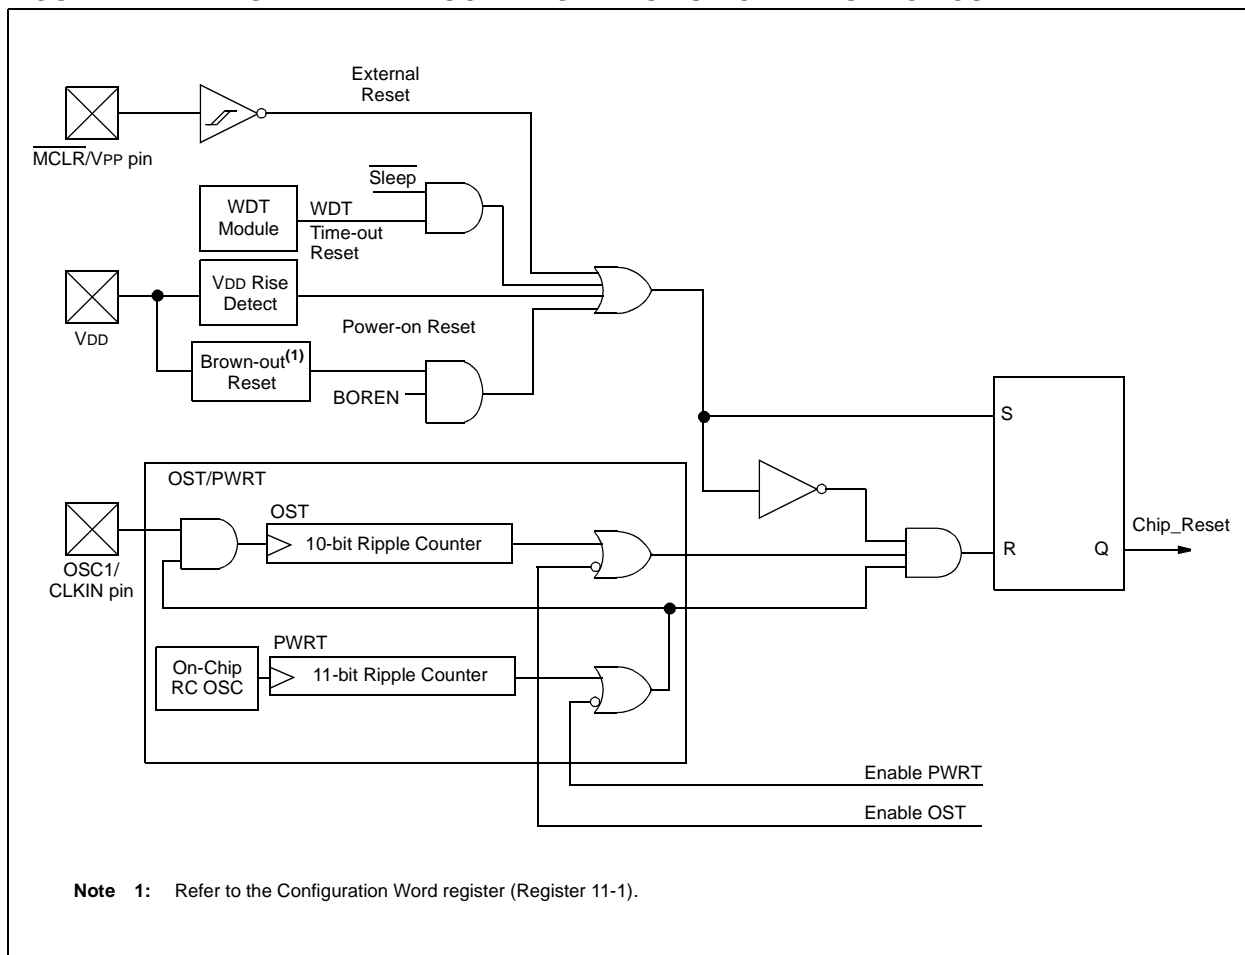 External
Reset
MCLR/VPP pin
Sleep
WDT
Module
WDT
Time-out
Reset
VDD Rise
Detect
VDD
Power-on Reset
Brown-out(1)
Reset
BOREN
S
OST/PWRT
OST
10-bit Ripple Counter
OSC1/
CLKIN pin
Chip_Reset
R
Q
PWRT
On-Chip
RC OSC
11-bit Ripple Counter
Enable PWRT
Enable OST
Note 1: Refer to the Configuration Word register (Register 11-1).